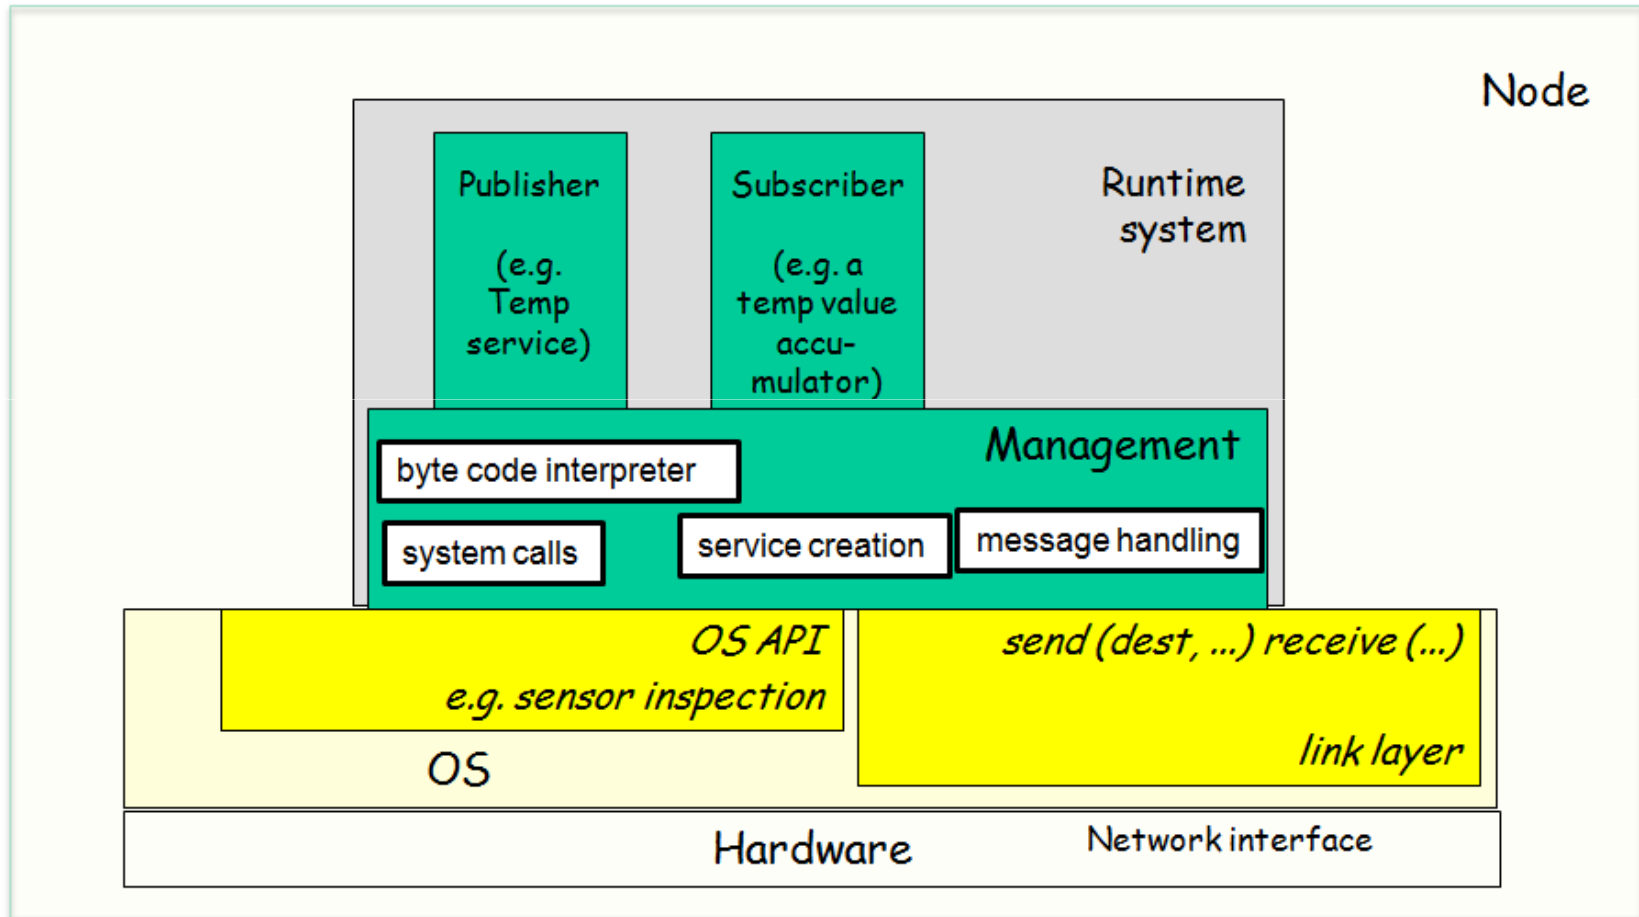 Node
Runtime
system
Publisher
(e.g.
Temp
service)
Subscriber
(e.g. a
temp value
accu-
mulator)
Management
byte code interpreter
system calls
service creation
message handling
OS API
e.g. sensor inspection
send (dest, ...) receive (...)
link layer
OS
Hardware
Network interface